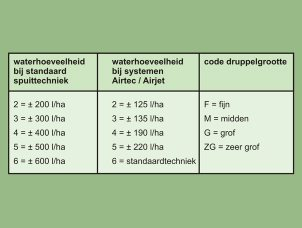 waterhoeveelheid
bij standaard
spuittechniek
waterhoeveelheid
bij systemen
Airtec / Airjet
code druppelgrootte
2 = ± 200 l/ha
3 = ± 300 l/ha
4 = ± 400 l/ha
5 = ± 500 l/ha
6 = ± 600 l/ha
2 = ± 125 l/ha
3 = ± 135 l/ha
4 = ± 190 l/ha
5 = ± 220 l/ha
6 = standaardtechniek
F = fijn
M = midden
G = grof
ZG = zeer grof